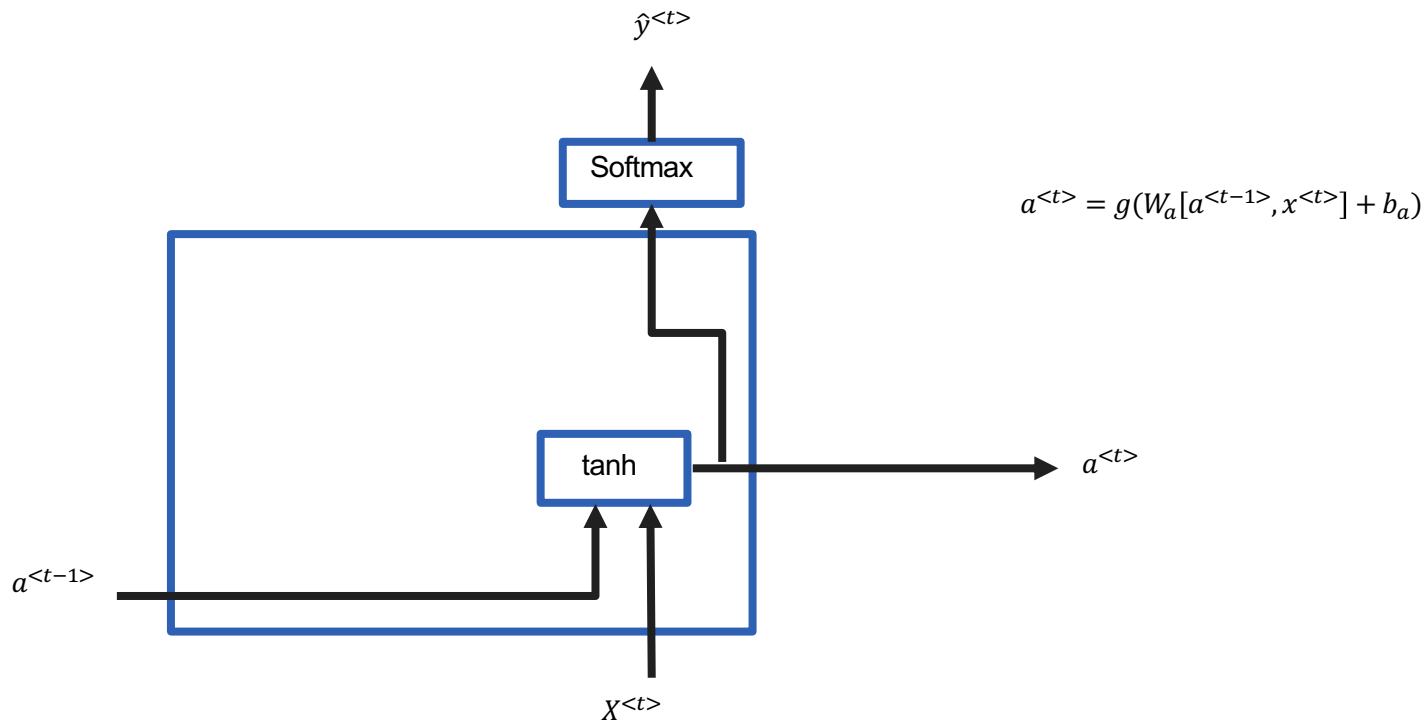 ŷ<t>
Softmax
a<t> = g(Wₐ[a<t−1>, x<t>] + bₐ)
tanh
a<t>
a<t−1>
X<t>